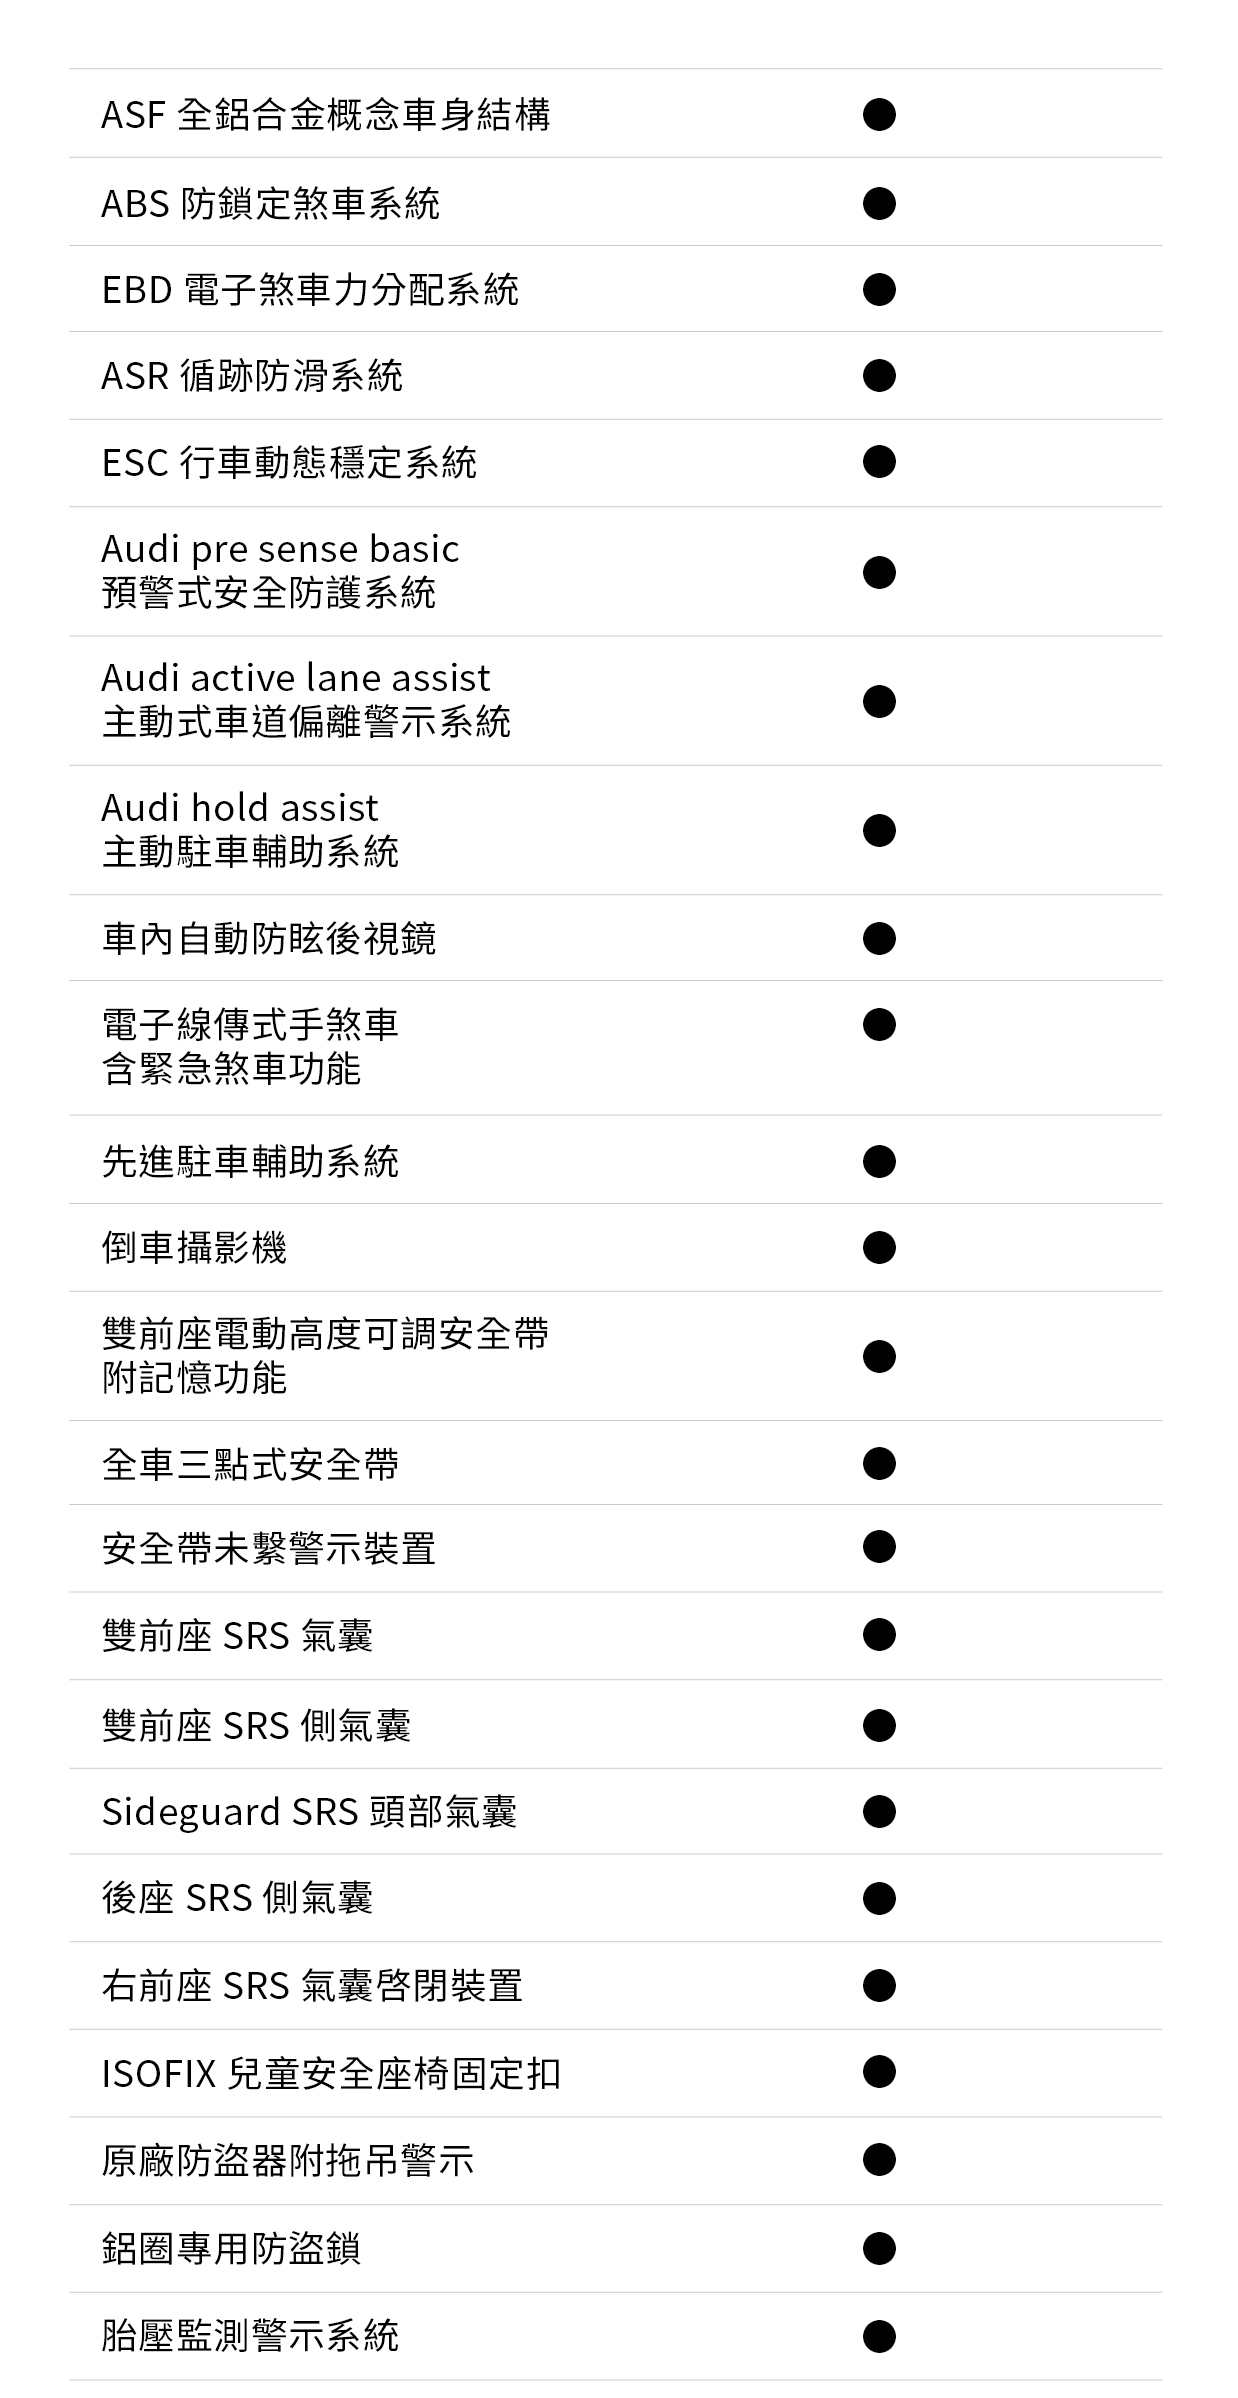 ASF 全鋁合金概念車身結構 ●
ABS 防鎖定煞車系統 ●
EBD 電子煞車力分配系統 ●
ASR 循跡防滑系統 ●
ESC 行車動態穩定系統 ●
Audi pre sense basic
預警式安全防護系統 ●
Audi active lane assist
主動式車道偏離警示系統 ●
Audi hold assist
主動駐車輔助系統 ●
車內自動防眩後視鏡 ●
電子線傳式手煞車 ●
含緊急煞車功能
先進駐車輔助系統 ●
倒車攝影機 ●
雙前座電動高度可調安全帶
附記憶功能 ●
全車三點式安全帶 ●
安全帶未繫警示裝置 ●
雙前座 SRS 氣囊 ●
雙前座 SRS 側氣囊 ●
Sideguard SRS 頭部氣囊 ●
後座 SRS 側氣囊 ●
右前座 SRS 氣囊啓閉裝置 ●
ISOFIX 兒童安全座椅固定扣 ●
原廠防盜器附拖吊警示 ●
鋁圈專用防盜鎖 ●
胎壓監測警示系統 ●